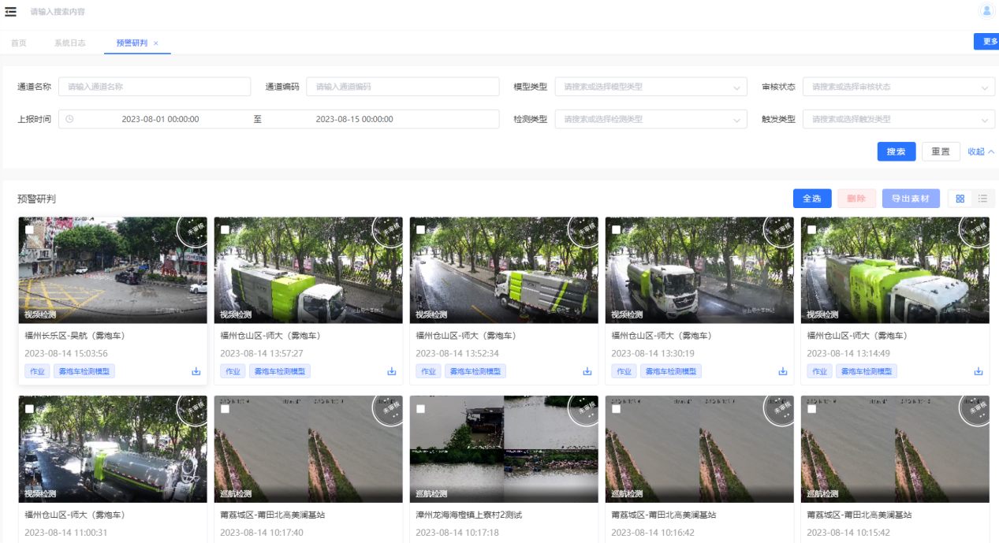 请输入搜索内容
首页 系统日志 预警研判 × 更多
通道名称 请输入通道名称 通道编码 请输入通道编码 模型类型 请搜索或选择模型类型 审核状态 请搜索或选择审核状态
上报时间 2023-08-01 00:00:00 至 2023-08-15 00:00:00 检测类型 请搜索或选择检测类型 触发类型 请搜索或选择触发类型
搜索 重置 收起
预警研判 全选 删除 导出素材
未审核 未审核 未审核 未审核 未审核
视频检测 视频检测 视频检测 视频检测 视频检测
福州长乐区-吴航（雾炮车） 福州仓山区-师大（雾炮车） 福州仓山区-师大（雾炮车） 福州仓山区-师大（雾炮车） 福州仓山区-师大（雾炮车）
2023-08-14 15:03:56 2023-08-14 13:57:27 2023-08-14 13:52:34 2023-08-14 13:30:19 2023-08-14 13:14:49
作业 雾炮车检测模型 作业 雾炮车检测模型 作业 雾炮车检测模型 作业 雾炮车检测模型 作业 雾炮车检测模型
未审核 未审核 未审核 未审核 未审核
视频检测 巡航检测 巡航检测 巡航检测 巡航检测
福州仓山区-师大（雾炮车） 莆荔城区-莆田北高美澜基站 漳州龙海海橙镇上寮村2测试 莆荔城区-莆田北高美澜基站 莆荔城区-莆田北高美澜基站
2023-08-14 11:00:31 2023-08-14 10:17:40 2023-08-14 10:17:18 2023-08-14 10:16:42 2023-08-14 10:15:42